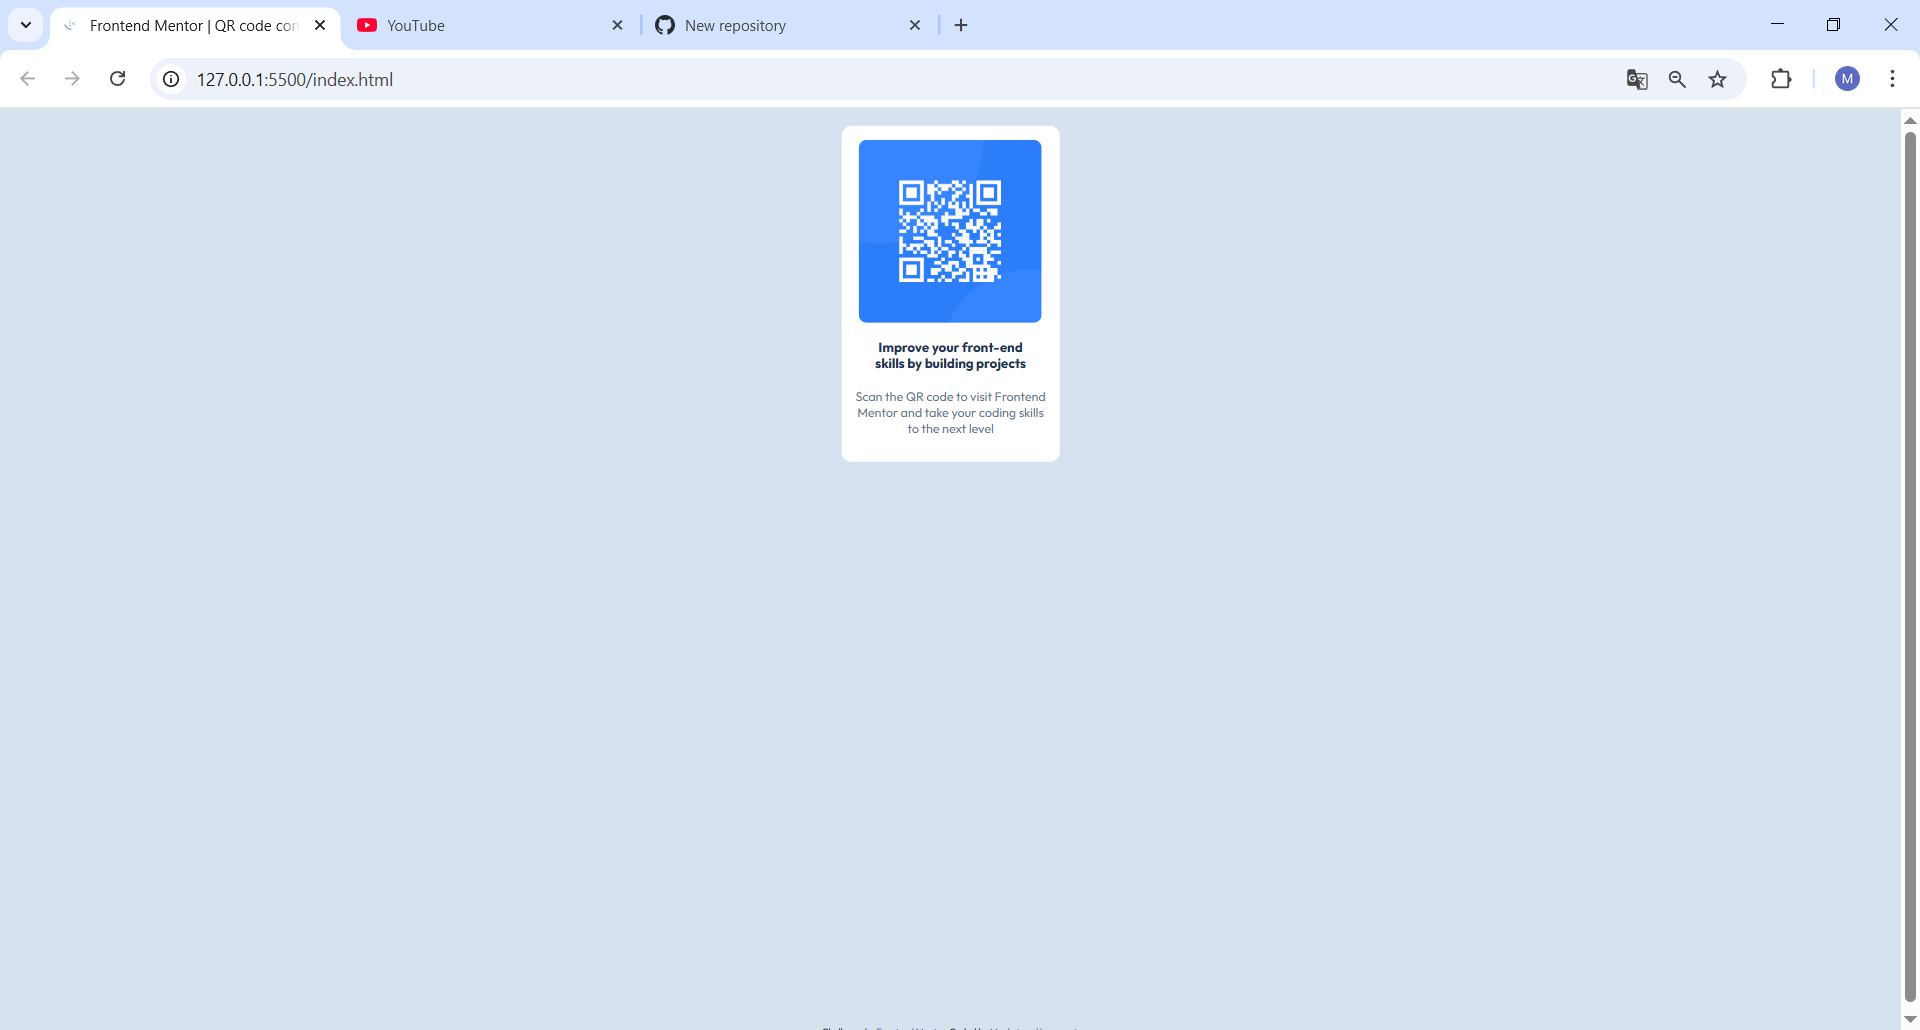 Frontend Mentor | QR code con
YouTube
New repository
127.0.0.1:5500/index.html
M
Improve your front-end
skills by building projects
Scan the QR code to visit Frontend
Mentor and take your coding skills
to the next level